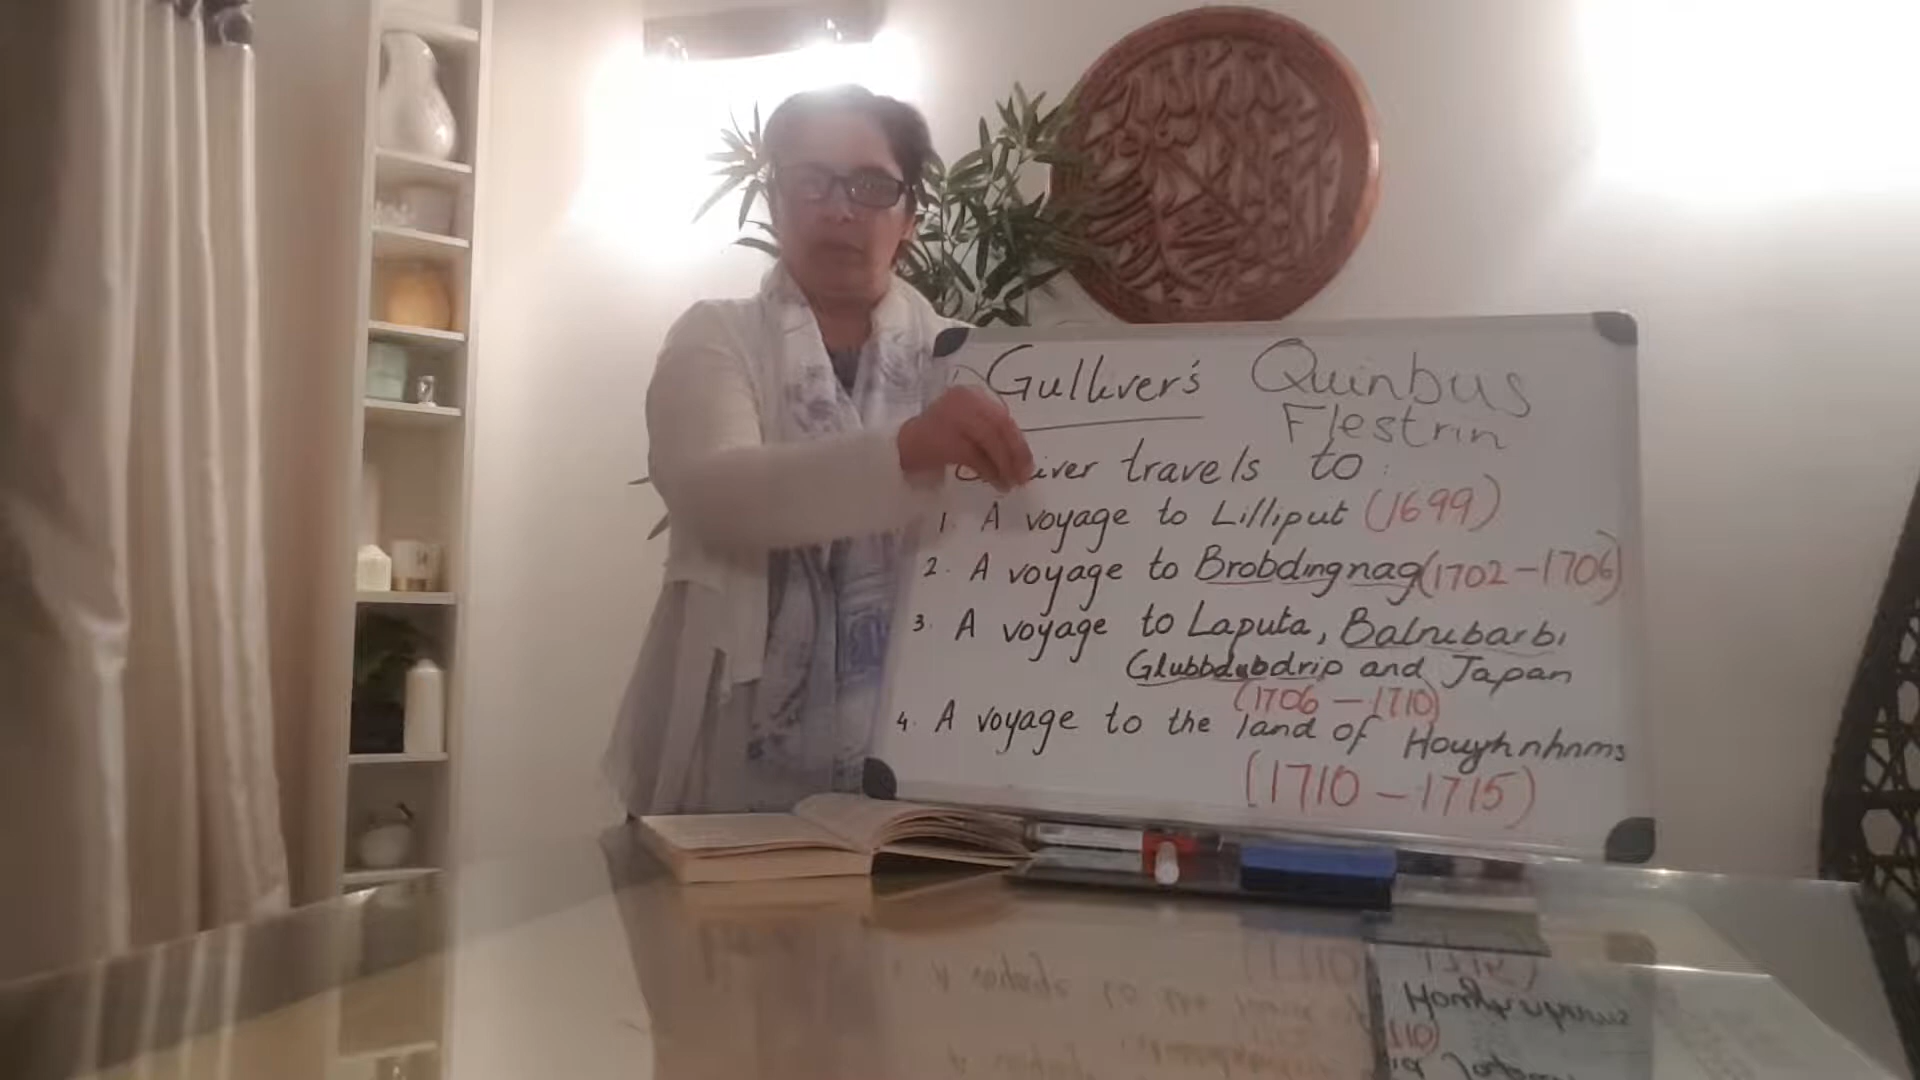 Gulliver's Quinbus
Flestrin
travels to:
1. A voyage to Lilliput (1699)
2. A voyage to Brobdingnag (1702-1706)
3. A voyage to Laputa, Balnibarbi
Glubbdubdrip and Japan
(1706-1710)
4. A voyage to the land of Houyhnhnms
(1710-1715)